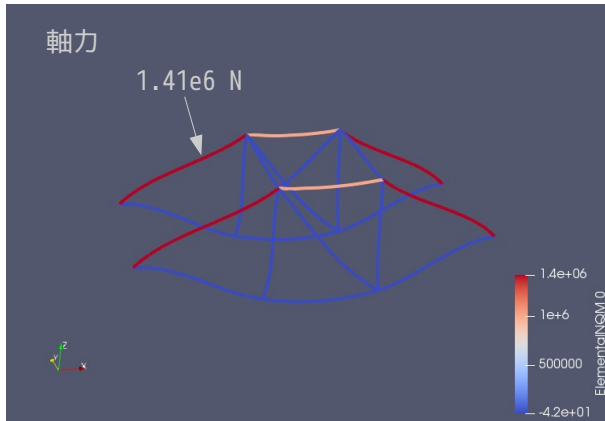 軸力
1.41e6 N
1.4e+06
1e+6
500000
-4.2e+01
ElementalNQM 0
Z
Y
X